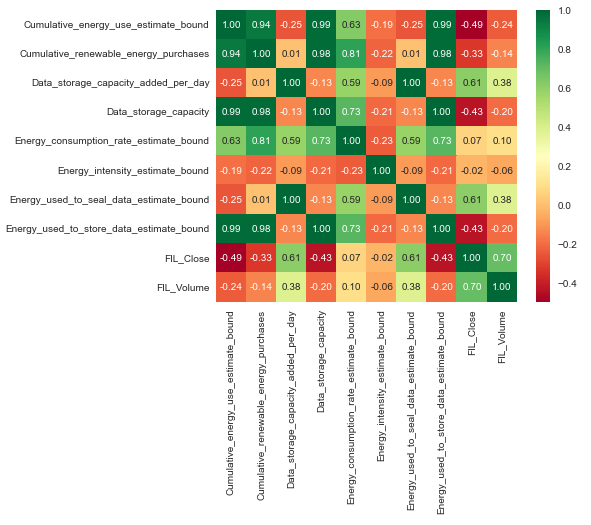 Cumulative_energy_use_estimate_bound 1.00 0.94 -0.25 0.99 0.63 -0.19 -0.25 0.99 -0.49 -0.24
Cumulative_renewable_energy_purchases 0.94 1.00 0.01 0.98 0.81 -0.22 0.01 0.98 -0.33 -0.14
Data_storage_capacity_added_per_day -0.25 0.01 1.00 -0.13 0.59 -0.09 1.00 -0.13 0.61 0.38
Data_storage_capacity 0.99 0.98 -0.13 1.00 0.73 -0.21 -0.13 1.00 -0.43 -0.20
Energy_consumption_rate_estimate_bound 0.63 0.81 0.59 0.73 1.00 -0.23 0.59 0.73 0.07 0.10
Energy_intensity_estimate_bound -0.19 -0.22 -0.09 -0.21 -0.23 1.00 -0.09 -0.21 -0.02 -0.06
Energy_used_to_seal_data_estimate_bound -0.25 0.01 1.00 -0.13 0.59 -0.09 1.00 -0.13 0.61 0.38
Energy_used_to_store_data_estimate_bound 0.99 0.98 -0.13 1.00 0.73 -0.21 -0.13 1.00 -0.43 -0.20
FIL_Close -0.49 -0.33 0.61 -0.43 0.07 -0.02 0.61 -0.43 1.00 0.70
FIL_Volume -0.24 -0.14 0.38 -0.20 0.10 -0.06 0.38 -0.20 0.70 1.00
Cumulative_energy_use_estimate_bound
Cumulative_renewable_energy_purchases
Data_storage_capacity_added_per_day
Data_storage_capacity
Energy_consumption_rate_estimate_bound
Energy_intensity_estimate_bound
Energy_used_to_seal_data_estimate_bound
Energy_used_to_store_data_estimate_bound
FIL_Close
FIL_Volume
1.0
0.8
0.6
0.4
0.2
0.0
−0.2
−0.4